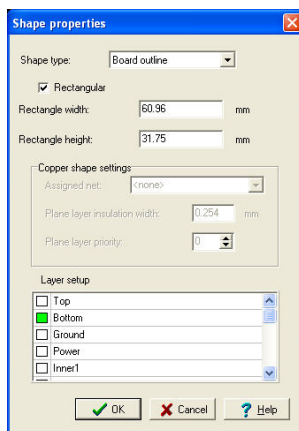 Shape properties
Shape type: Board outline
Rectangular
Rectangle width: 60.96 mm
Rectangle height: 31.75 mm
Copper shape settings
Assigned net: <none>
Plane layer insulation width: 0.254 mm
Plane layer priority: 0
Layer setup
Top
Bottom
Ground
Power
Inner1
OK Cancel ? Help